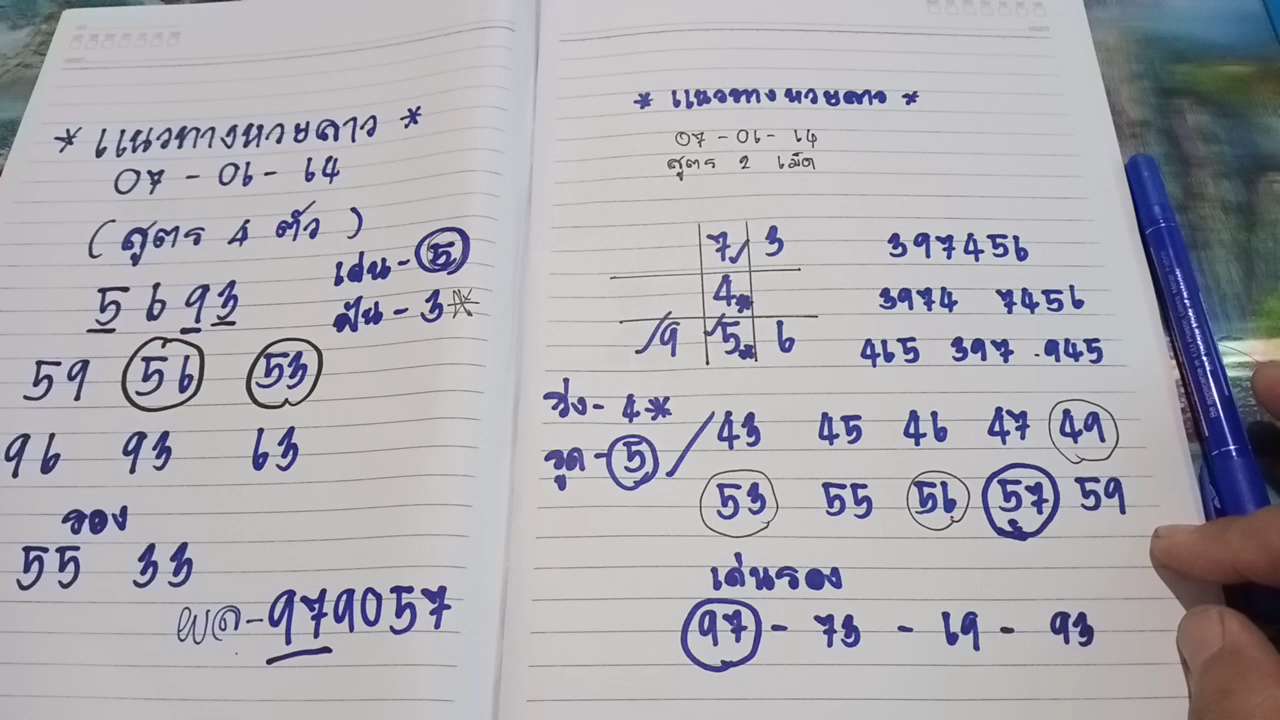 * แนวทางหวยลาว *
07 - 06 - 64
(สูตร 4 ตัว)
เด่น - 5
5693
ฟัน - 3
59 56 53
96 93 63
รอง
55 33
ผล - 979057
* แนวทางหวยลาว *
07 - 06 - 64
สูตร 2 เม็ด
7 3
4
9 5 6
397456
3974 7456
465 397 945
วิ่ง - 4*
รูด - 5
43 45 46 47 49
53 55 56 57 59
เด่นรอง
97 - 73 - 69 - 93